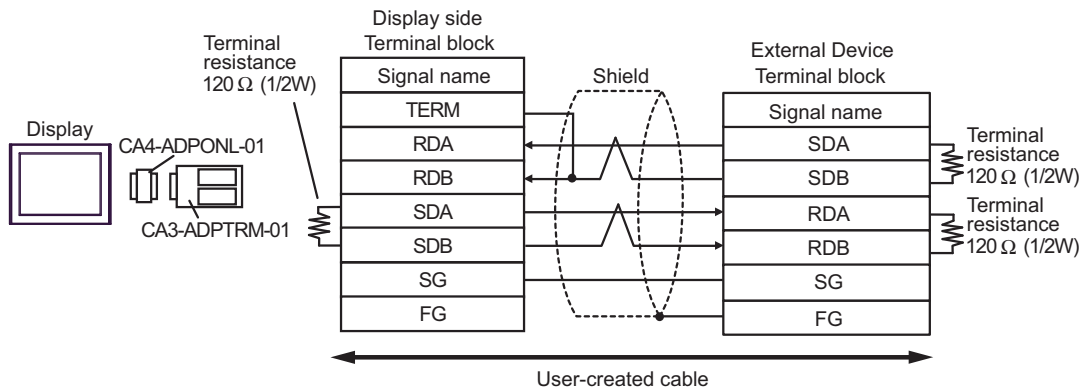 Display side
Terminal block
Terminal
resistance
120 Ω (1/2W)
Signal name
TERM
RDA
RDB
SDA
SDB
SG
FG
Shield
External Device
Terminal block
Signal name
SDA
SDB
RDA
RDB
SG
FG
Terminal
resistance
120 Ω (1/2W)
Terminal
resistance
120 Ω (1/2W)
Display
CA4-ADPONL-01
CA3-ADPTRM-01
User-created cable